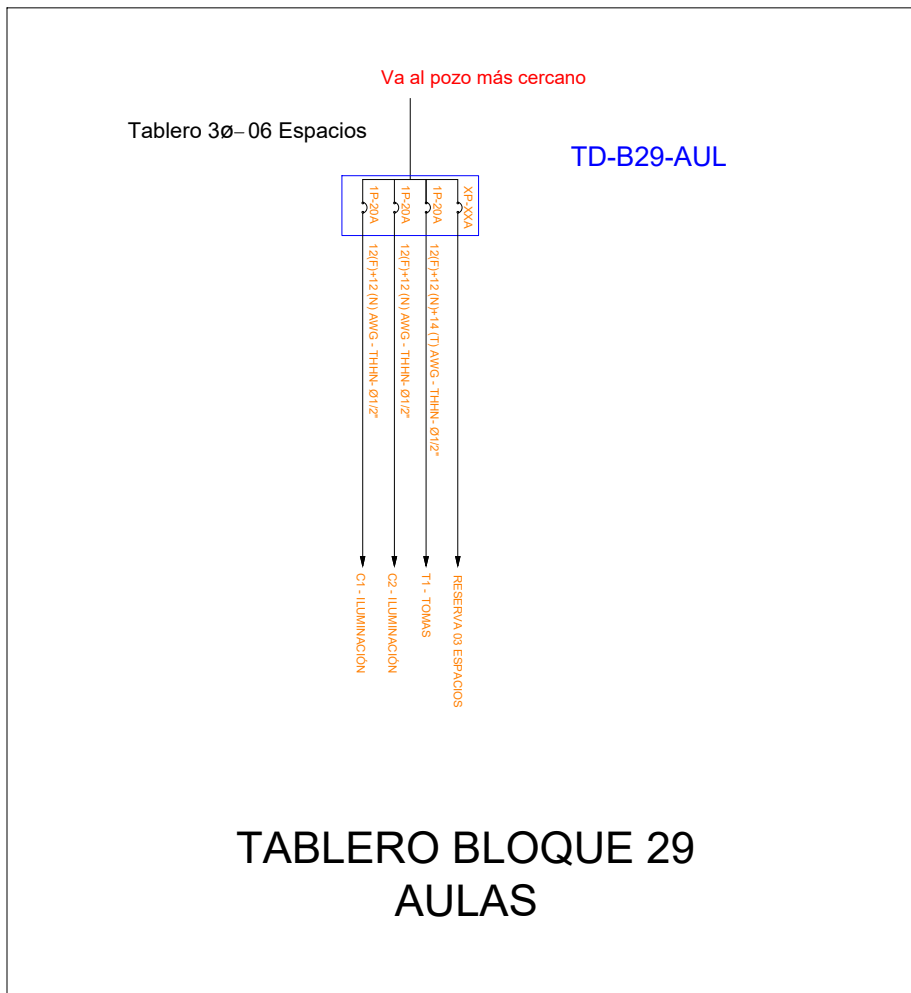 Va al pozo más cercano
Tablero 3ø– 06 Espacios
TD-B29-AUL
1P-20A
1P-20A
1P-20A
XP-XXA
12(F)+12 (N) AWG - THHN- Ø1/2"
12(F)+12 (N) AWG - THHN- Ø1/2"
12(F)+12 (N)+14 (T) AWG - THHN- Ø1/2"
C1 - ILUMINACIÓN
C2 - ILUMINACIÓN
T1 - TOMAS
RESERVA 03 ESPACIOS
TABLERO BLOQUE 29
AULAS